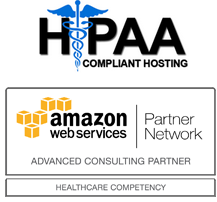 HIPAA
COMPLIANT HOSTING
amazon
web services
Partner
Network
ADVANCED CONSULTING PARTNER
HEALTHCARE COMPETENCY